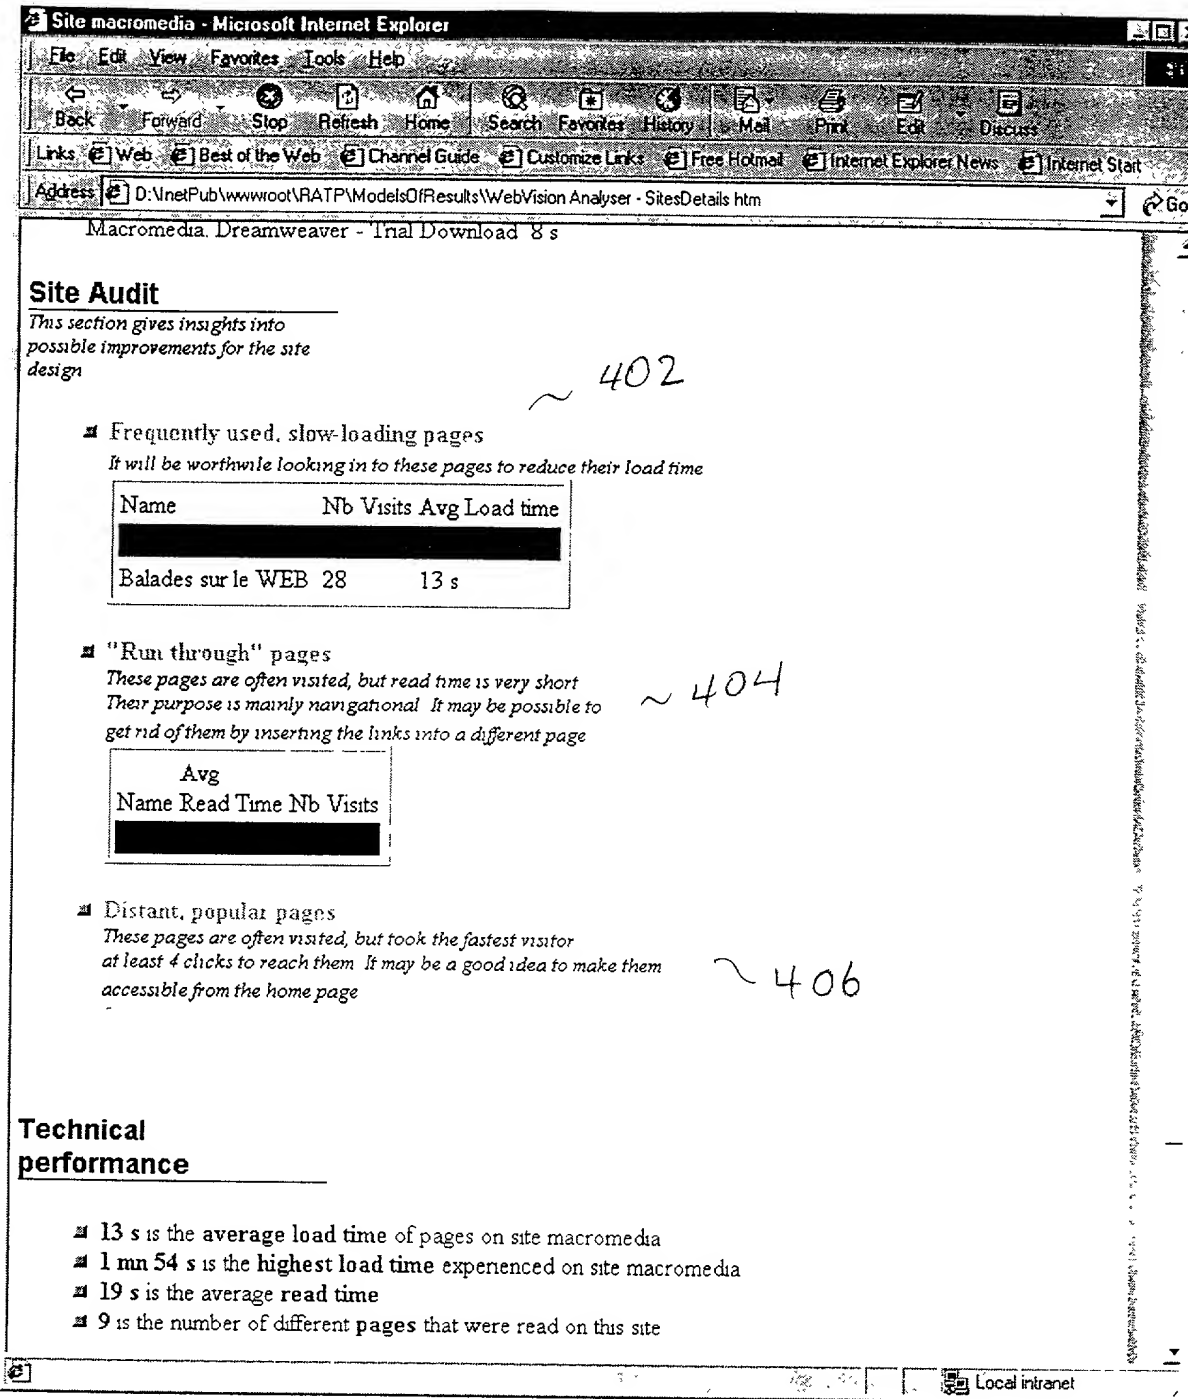 Site macromedia - Microsoft Internet Explorer
File Edit View Favorites Tools Help
Back Forward Stop Refresh Home Search Favorites History Mail Print Edit Discuss
Links Web Best of the Web Channel Guide Customize Links Free Hotmail Internet Explorer News Internet Start
Address D:\InetPub\wwwroot\RATP\ModelsOfResults\WebVision Analyser - SitesDetails htm Go
Macromedia. Dreamweaver - Trial Download 8 s
Site Audit
This section gives insights into
possible improvements for the site
design
~ 402
Frequently used, slow-loading pages
It will be worthwile looking in to these pages to reduce their load time
Name Nb Visits Avg Load time
Balades sur le WEB 28 13 s
"Run through" pages
These pages are often visited, but read time is very short
Their purpose is mainly navigational It may be possible to
get rid of them by inserting the links into a different page
~ 404
Avg
Name Read Time Nb Visits
Distant, popular pages
These pages are often visited, but took the fastest visitor
at least 4 clicks to reach them It may be a good idea to make them
accessible from the home page
~ 406
Technical
performance
13 s is the average load time of pages on site macromedia
1 mn 54 s is the highest load time experienced on site macromedia
19 s is the average read time
9 is the number of different pages that were read on this site
Local intranet